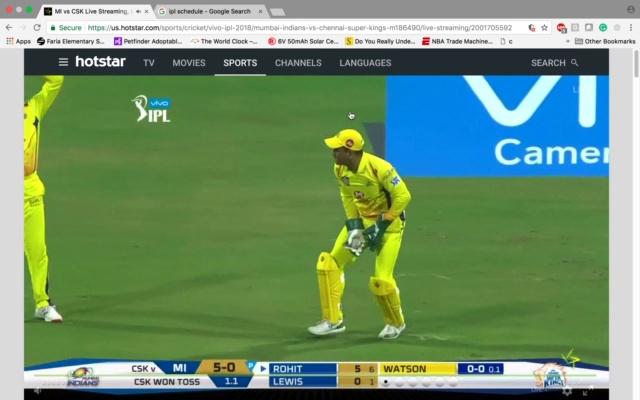 MI vs CSK Live Streaming,
ipl schedule - Google Search
Secure
https://us.hotstar.com/sports/cricket/vivo-ipl-2018/mumbai-indians-vs-chennai-super-kings-m186490/live-streaming/2001705592
Apps
Faria Elementary S...
Petfinder Adoptabl...
The World Clock —...
6V 50mAh Solar Ce...
Do You Really Unde...
NBA Trade Machine...
c
»
Other Bookmarks
hotstar
TV
MOVIES
SPORTS
CHANNELS
LANGUAGES
SEARCH
vivo
IPL
Camer
CSK v MI 5-0 P
ROHIT 5 6
WATSON 0-0 0.1
CSK WON TOSS 1.1
LEWIS 0 1
INDIANS